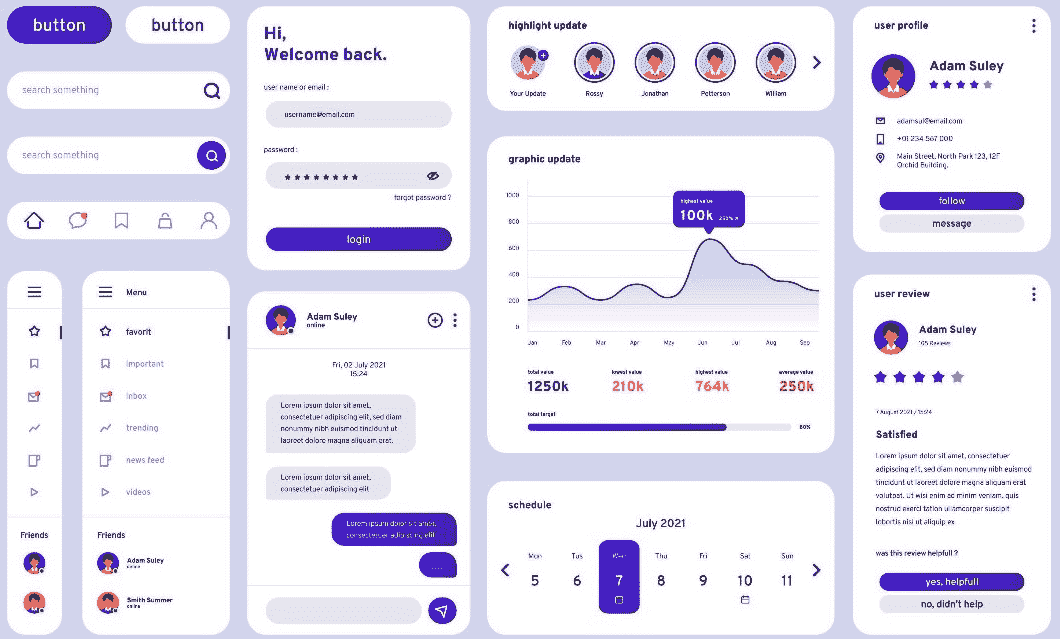 button
button
search something
search something
Menu
favorit
important
inbox
trending
news feed
videos
Friends
Friends
Adam Suley
online
Smith Summer
online
Hi,
Welcome back.
user name or email :
username@email.com
password :
forgot password ?
login
Adam Suley
online
Fri, 02 July 2021
15:24
Lorem ipsum dolor sit amet,
consectetuer adipiscing elit, sed diam
nonummy nibh euismod tincidunt ut
laoreet dolore magna aliquam erat.
Lorem ipsum dolor sit amet,
consectetuer adipiscing elit
Lorem ipsum dolor sit amet,
consectetuer adipiscing elit
....
highlight update
Your Update
Rossy
Jonathan
Petterson
William
graphic update
1000
800
600
400
200
0
highest value
100k
Jan Feb Mar Apr May Jun Jul Aug Sep
total value
1250k
lowest value
210k
highest value
764k
average value
250k
total target
80%
schedule
July 2021
Mon Tus Wed Thu Fri Sat Sun
5 6 7 8 9 10 11
user profile
Adam Suley
adamsul@email.com
+01 234 567 000
Main Street, North Park 123, 12F
Orchid Building.
follow
message
user review
Adam Suley
105 Reviews
7 August 2021 / 15:24
Satisfied
Lorem ipsum dolor sit amet, consectetuer
adipiscing elit, sed diam nonummy nibh euismod
tincidunt ut laoreet dolore magna aliquam erat
volutpat. Ut wisi enim ad minim veniam, quis
nostrud exerci tation ullamcorper suscipit
lobortis nisl ut aliquip ex
was this review helpfull ?
yes, helpfull
no, didn't help